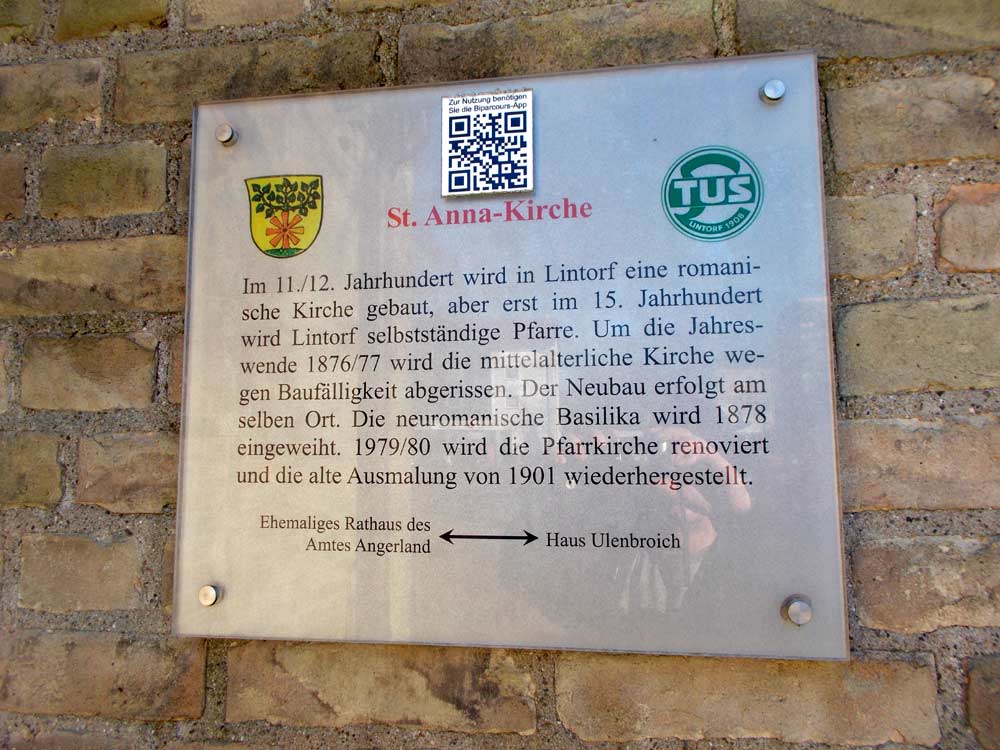 Zur Nutzung benötigen
Sie die Biparcours-App
TUS
LINTORF 1908
St. Anna-Kirche
Im 11./12. Jahrhundert wird in Lintorf eine romani-
sche Kirche gebaut, aber erst im 15. Jahrhundert
wird Lintorf selbstständige Pfarre. Um die Jahres-
wende 1876/77 wird die mittelalterliche Kirche we-
gen Baufälligkeit abgerissen. Der Neubau erfolgt am
selben Ort. Die neuromanische Basilika wird 1878
eingeweiht. 1979/80 wird die Pfarrkirche renoviert
und die alte Ausmalung von 1901 wiederhergestellt.
Ehemaliges Rathaus des
Amtes Angerland
Haus Ulenbroich